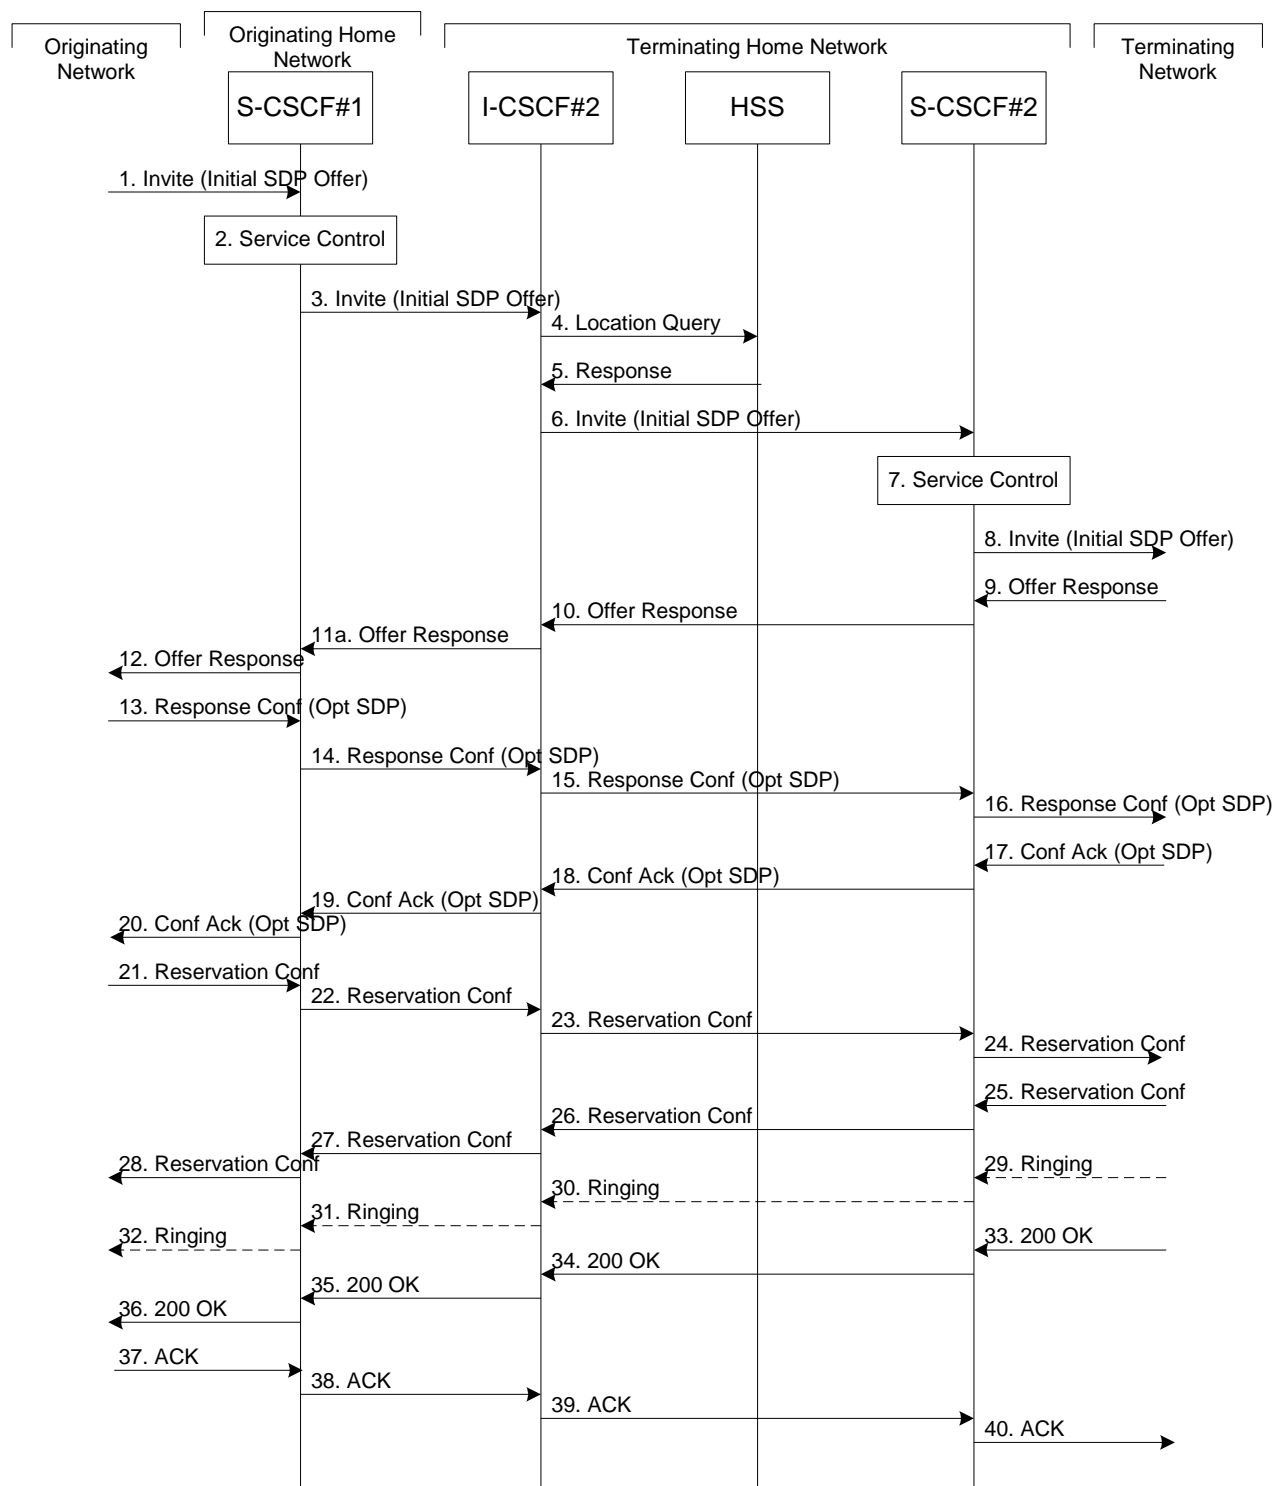 Originating
Network
Originating Home
Network
Terminating Home Network
Terminating
Network
S-CSCF#1
I-CSCF#2
HSS
S-CSCF#2
1. Invite (Initial SDP Offer)
2. Service Control
3. Invite (Initial SDP Offer)
4. Location Query
5. Response
6. Invite (Initial SDP Offer)
7. Service Control
8. Invite (Initial SDP Offer)
9. Offer Response
10. Offer Response
11a. Offer Response
12. Offer Response
13. Response Conf (Opt SDP)
14. Response Conf (Opt SDP)
15. Response Conf (Opt SDP)
16. Response Conf (Opt SDP)
17. Conf Ack (Opt SDP)
18. Conf Ack (Opt SDP)
19. Conf Ack (Opt SDP)
20. Conf Ack (Opt SDP)
21. Reservation Conf
22. Reservation Conf
23. Reservation Conf
24. Reservation Conf
25. Reservation Conf
26. Reservation Conf
27. Reservation Conf
28. Reservation Conf
29. Ringing
30. Ringing
31. Ringing
32. Ringing
33. 200 OK
34. 200 OK
35. 200 OK
36. 200 OK
37. ACK
38. ACK
39. ACK
40. ACK